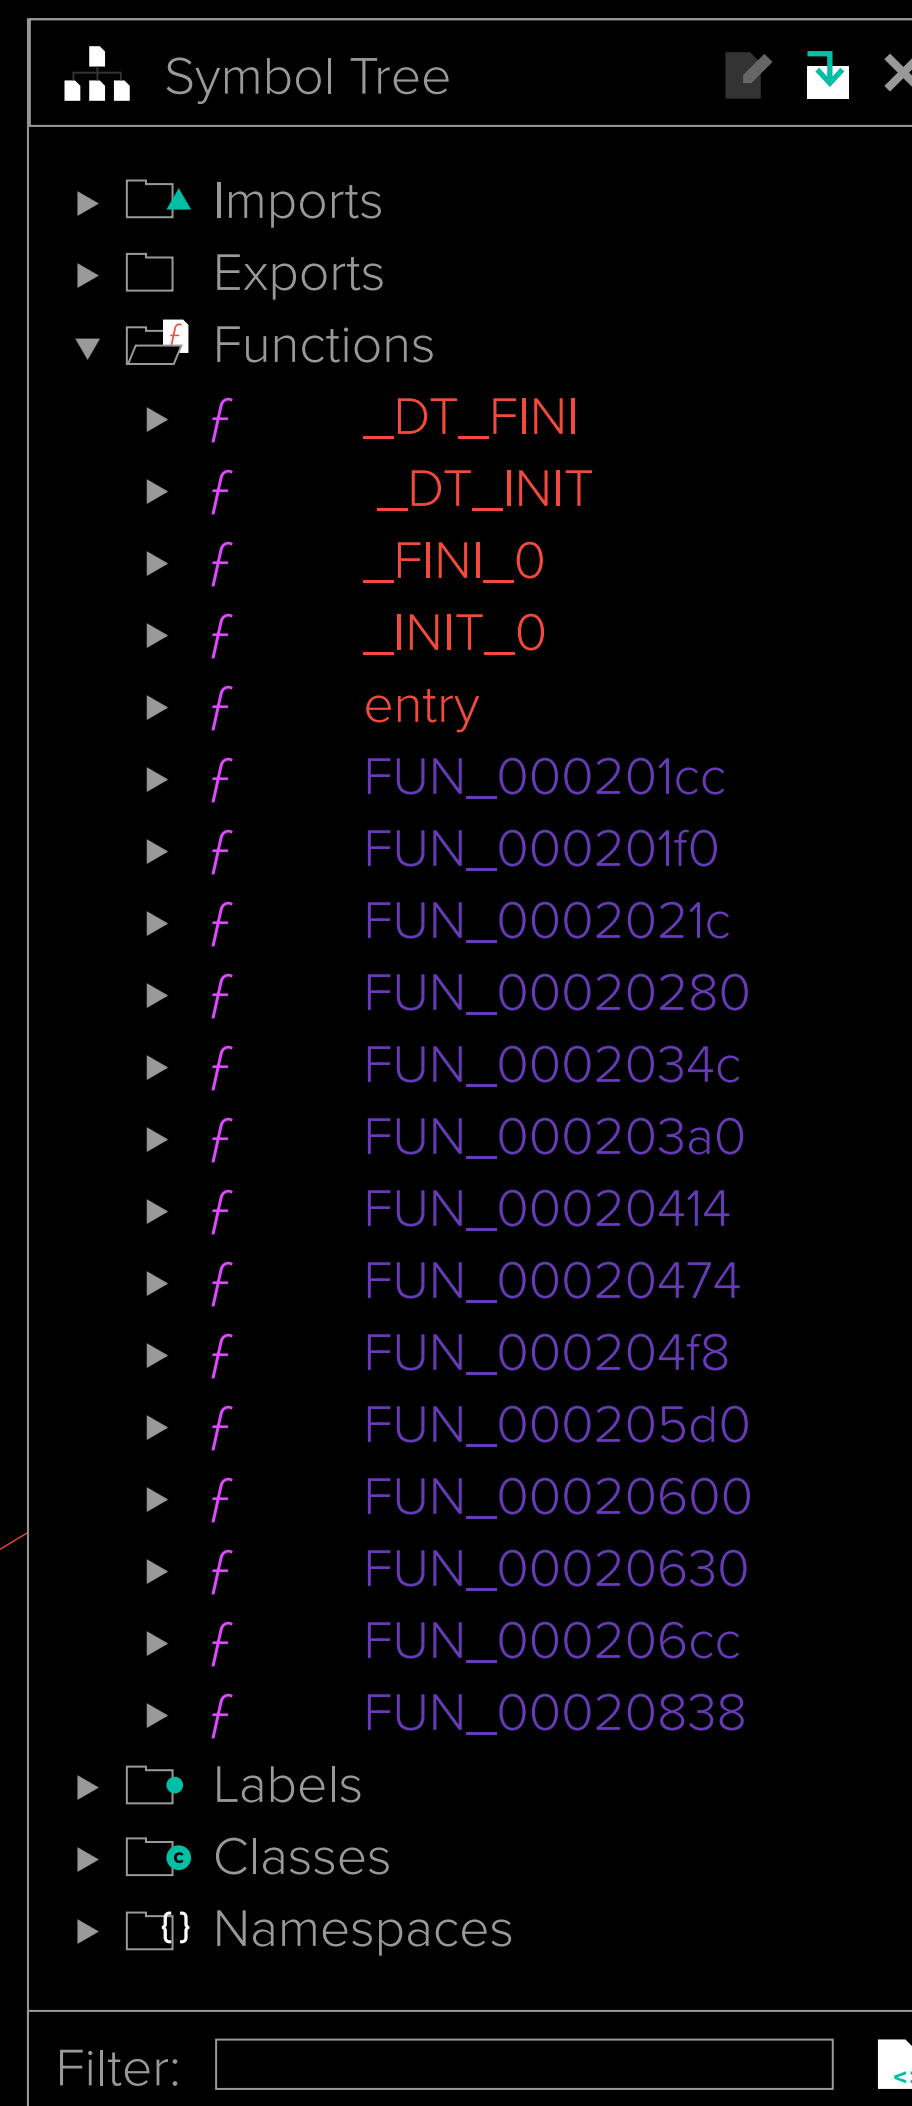 Symbol Tree
Imports
Exports
Functions
f _DT_FINI
f _DT_INIT
f _FINI_0
f _INIT_0
f entry
f FUN_000201cc
f FUN_000201f0
f FUN_0002021c
f FUN_00020280
f FUN_0002034c
f FUN_000203a0
f FUN_00020414
f FUN_00020474
f FUN_000204f8
f FUN_000205d0
f FUN_00020600
f FUN_00020630
f FUN_000206cc
f FUN_00020838
Labels
Classes
Namespaces
Filter: